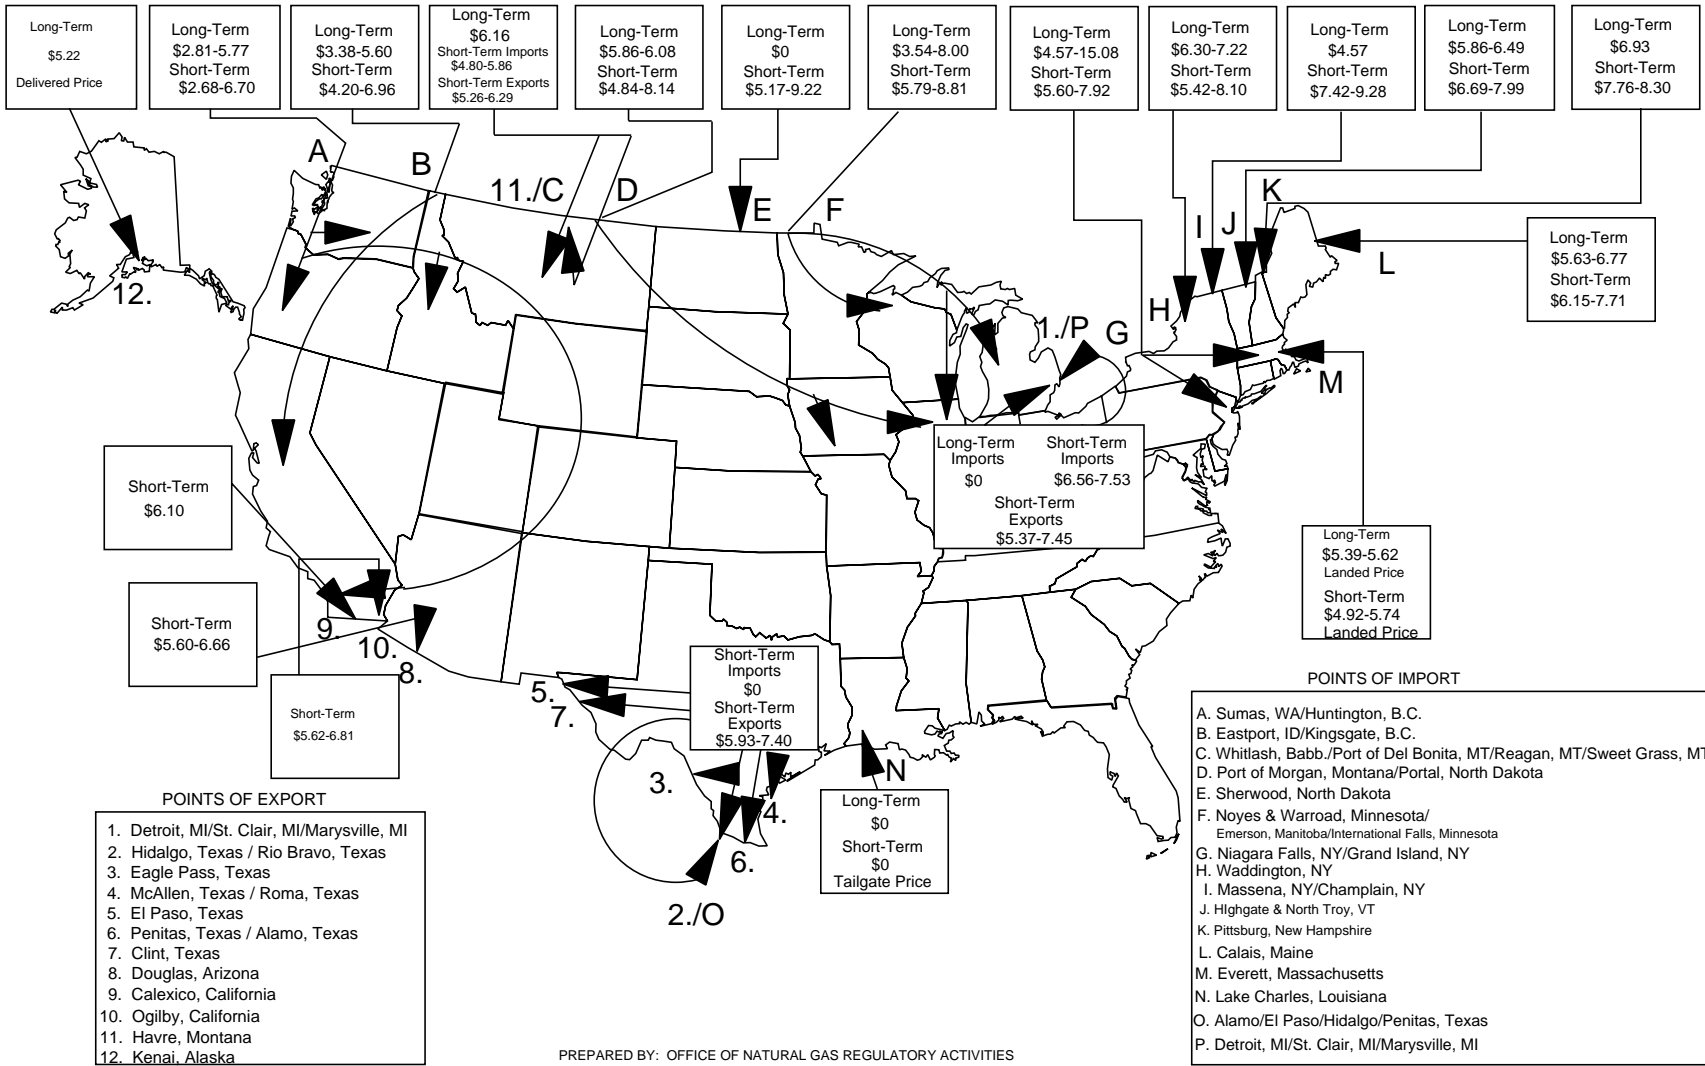 Long-Term
$5.22
Delivered Price
Long-Term
$2.81-5.77
Short-Term
$2.68-6.70
Long-Term
$3.38-5.60
Short-Term
$4.20-6.96
Long-Term
$6.16
Short-Term Imports
$4.80-5.86
Short-Term Exports
$5.26-6.29
Long-Term
$5.86-6.08
Short-Term
$4.84-8.14
Long-Term
$0
Short-Term
$5.17-9.22
Long-Term
$3.54-8.00
Short-Term
$5.79-8.81
Long-Term
$4.57-15.08
Short-Term
$5.60-7.92
Long-Term
$6.30-7.22
Short-Term
$5.42-8.10
Long-Term
$4.57
Short-Term
$7.42-9.28
Long-Term
$5.86-6.49
Short-Term
$6.69-7.99
Long-Term
$6.93
Short-Term
$7.76-8.30
A
B
11./C
D
E
F
I
J
K
L
12.
H
1./P
G
M
Long-Term
$5.63-6.77
Short-Term
$6.15-7.71
Long-Term
Imports
$0
Short-Term
Imports
$6.56-7.53
Short-Term
Exports
$5.37-7.45
Short-Term
$6.10
Long-Term
$5.39-5.62
Landed Price
Short-Term
$4.92-5.74
Landed Price
Short-Term
$5.60-6.66
9.
10.
8.
Short-Term
$5.62-6.81
5.
7.
Short-Term
Imports
$0
Short-Term
Exports
$5.93-7.40
3.
4.
6.
2./O
N
Long-Term
$0
Short-Term
$0
Tailgate Price
POINTS OF EXPORT
1. Detroit, MI/St. Clair, MI/Marysville, MI
2. Hidalgo, Texas / Rio Bravo, Texas
3. Eagle Pass, Texas
4. McAllen, Texas / Roma, Texas
5. El Paso, Texas
6. Penitas, Texas / Alamo, Texas
7. Clint, Texas
8. Douglas, Arizona
9. Calexico, California
10. Ogilby, California
11. Havre, Montana
12. Kenai, Alaska
POINTS OF IMPORT
A. Sumas, WA/Huntington, B.C.
B. Eastport, ID/Kingsgate, B.C.
C. Whitlash, Babb./Port of Del Bonita, MT/Reagan, MT/Sweet Grass, MT
D. Port of Morgan, Montana/Portal, North Dakota
E. Sherwood, North Dakota
F. Noyes & Warroad, Minnesota/
Emerson, Manitoba/International Falls, Minnesota
G. Niagara Falls, NY/Grand Island, NY
H. Waddington, NY
I. Massena, NY/Champlain, NY
J. HIghgate & North Troy, VT
K. Pittsburg, New Hampshire
L. Calais, Maine
M. Everett, Massachusetts
N. Lake Charles, Louisiana
O. Alamo/El Paso/Hidalgo/Penitas, Texas
P. Detroit, MI/St. Clair, MI/Marysville, MI
PREPARED BY: OFFICE OF NATURAL GAS REGULATORY ACTIVITIES